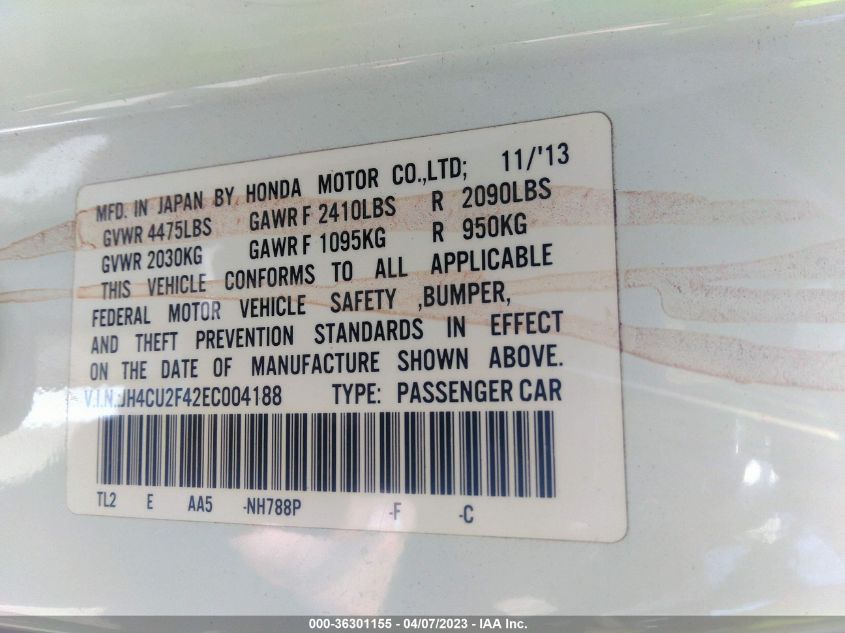 MFD. IN JAPAN BY HONDA MOTOR CO.,LTD; 11/'13
GVWR 4475LBS GAWR F 2410LBS R 2090LBS
GVWR 2030KG GAWR F 1095KG R 950KG
THIS VEHICLE CONFORMS TO ALL APPLICABLE
FEDERAL MOTOR VEHICLE SAFETY ,BUMPER,
AND THEFT PREVENTION STANDARDS IN EFFECT
ON THE DATE OF MANUFACTURE SHOWN ABOVE.
V.I.N.:JH4CU2F42EC004188 TYPE: PASSENGER CAR
TL2 E AA5 -NH788P -F -C
000-36301155 - 04/07/2023 - IAA Inc.